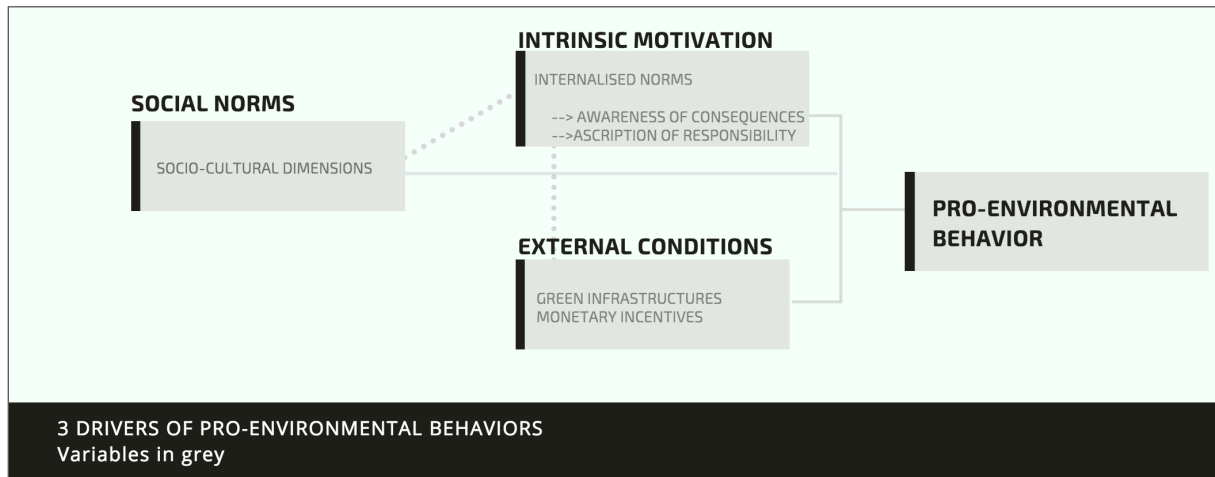 SOCIAL NORMS
SOCIO-CULTURAL DIMENSIONS
INTRINSIC MOTIVATION
INTERNALISED NORMS
--> AWARENESS OF CONSEQUENCES
-->ASCRIPTION OF RESPONSIBILITY
EXTERNAL CONDITIONS
GREEN INFRASTRUCTURES
MONETARY INCENTIVES
PRO-ENVIRONMENTAL
BEHAVIOR
3 DRIVERS OF PRO-ENVIRONMENTAL BEHAVIORS
Variables in grey